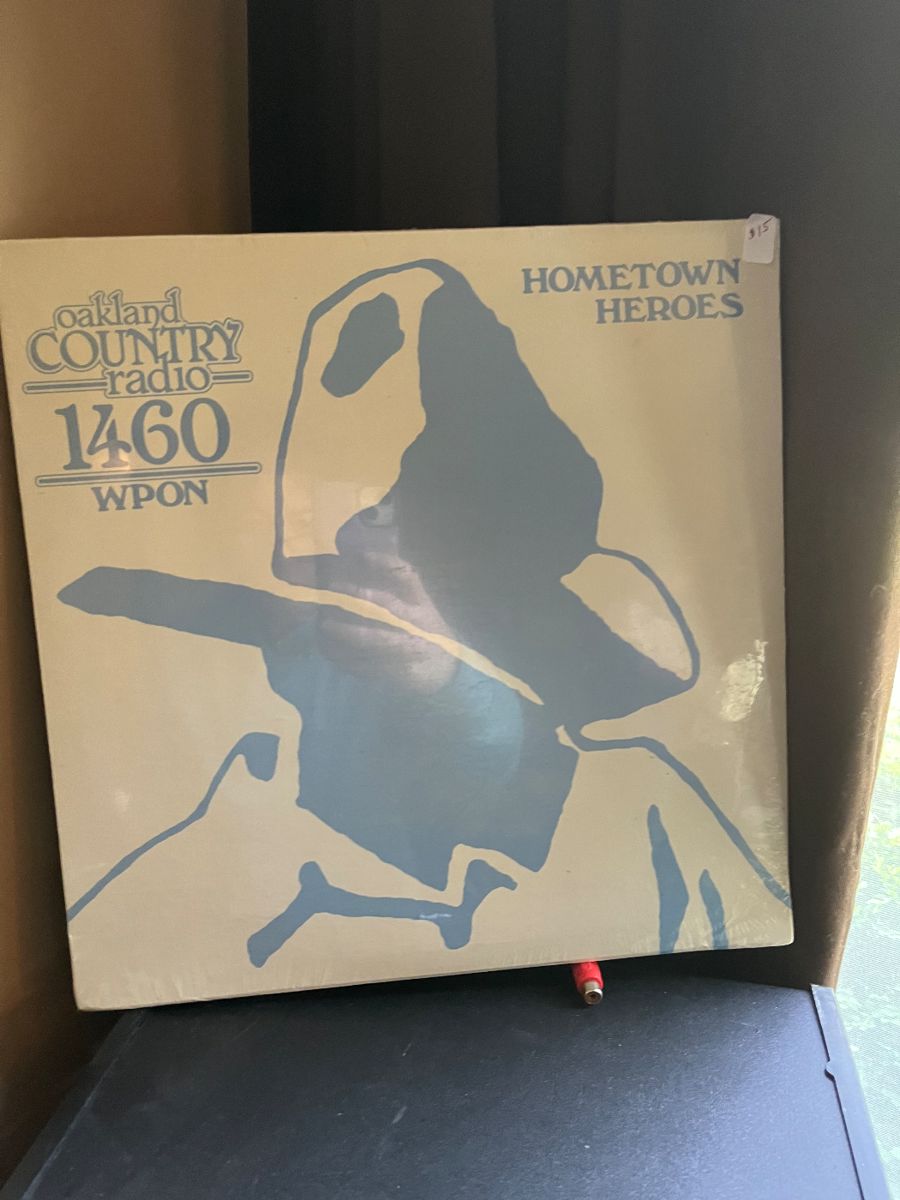 oakland
COUNTRY
radio
1460
WPON
HOMETOWN
HEROES
$15